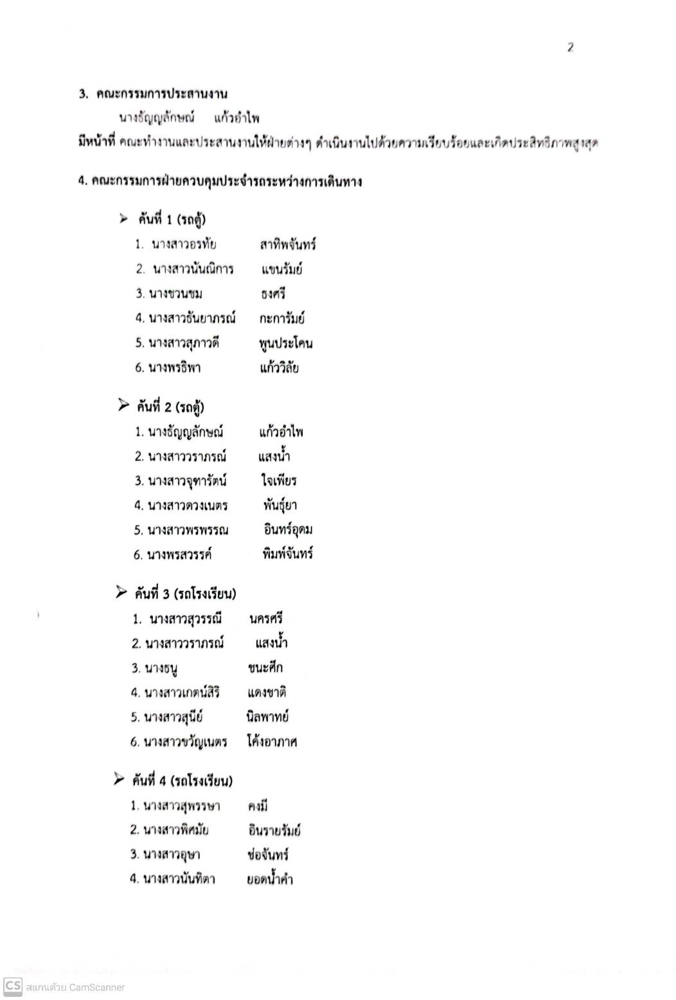 2
3. คณะกรรมการประสานงาน
นางธัญญลักษณ์ แก้วอำไพ
มีหน้าที่ คณะทำงานและประสานงานให้ฝ่ายต่างๆ ดำเนินงานไปด้วยความเรียบร้อยและเกิดประสิทธิภาพสูงสุด
4. คณะกรรมการฝ่ายควบคุมประจำรถระหว่างการเดินทาง
➢ คันที่ 1 (รถตู้)
1. นางสาวอรทัย สาทิพจันทร์
2. นางสาวนันณิการ แขนรัมย์
3. นางชวนชม ธงศรี
4. นางสาวธันยาภรณ์ กะการัมย์
5. นางสาวสุภาวดี พูนประโคน
6. นางพรธิพา แก้ววิลัย
➢ คันที่ 2 (รถตู้)
1. นางธัญญลักษณ์ แก้วอำไพ
2. นางสาววราภรณ์ แสงน้ำ
3. นางสาวจุฑารัตน์ ใจเพียร
4. นางสาวดวงเนตร พันธุ์ยา
5. นางสาวพรพรรณ อินทร์อุดม
6. นางพรสวรรค์ พิมพ์จันทร์
➢ คันที่ 3 (รถโรงเรียน)
1. นางสาวสุวรรณี นครศรี
2. นางสาววราภรณ์ แสงน้ำ
3. นางธนู ชนะศึก
4. นางสาวเกตน์สิริ แดงชาติ
5. นางสาวสุนีย์ นิลพาทย์
6. นางสาวขวัญเนตร โค้งอาภาศ
➢ คันที่ 4 (รถโรงเรียน)
1. นางสาวสุพรรษา คงมี
2. นางสาวพิศมัย อินรายรัมย์
3. นางสาวอุษา ช่อจันทร์
4. นางสาวนันทิตา ยอดน้ำคำ
CS สแกนด้วย CamScanner